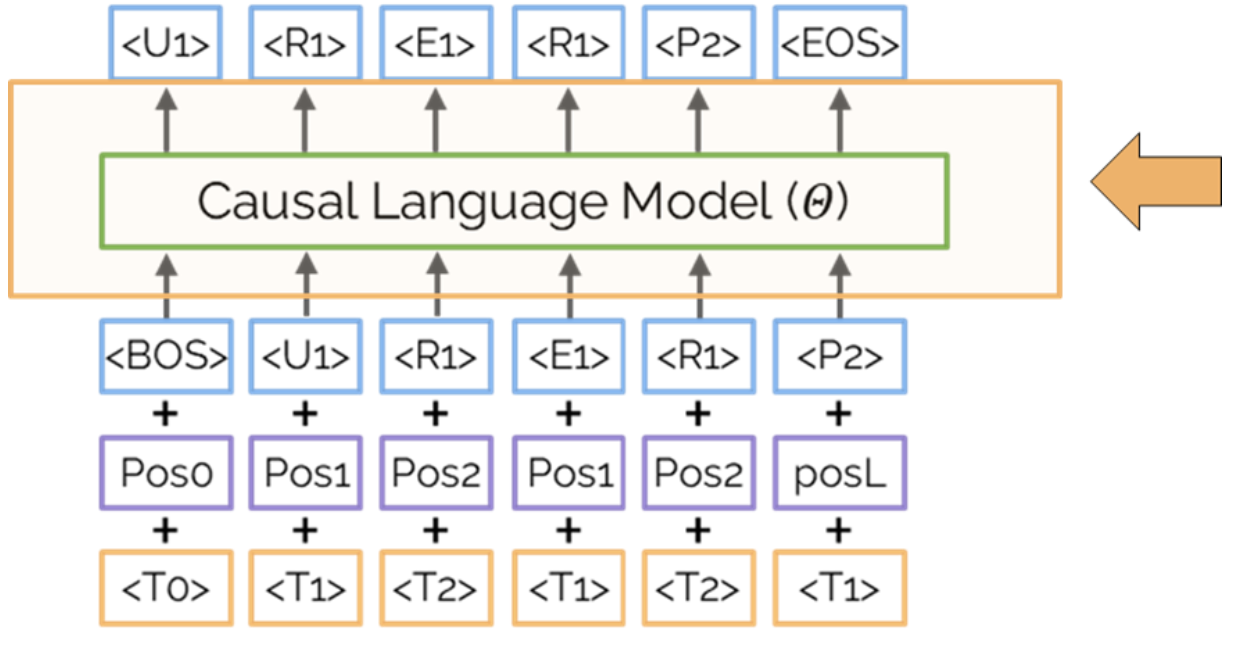 <U1> <R1> <E1> <R1> <P2> <EOS>
Causal Language Model (Θ)
<BOS> <U1> <R1> <E1> <R1> <P2>
+ + + + + +
Pos0 Pos1 Pos2 Pos1 Pos2 posL
+ + + + + +
<T0> <T1> <T2> <T1> <T2> <T1>